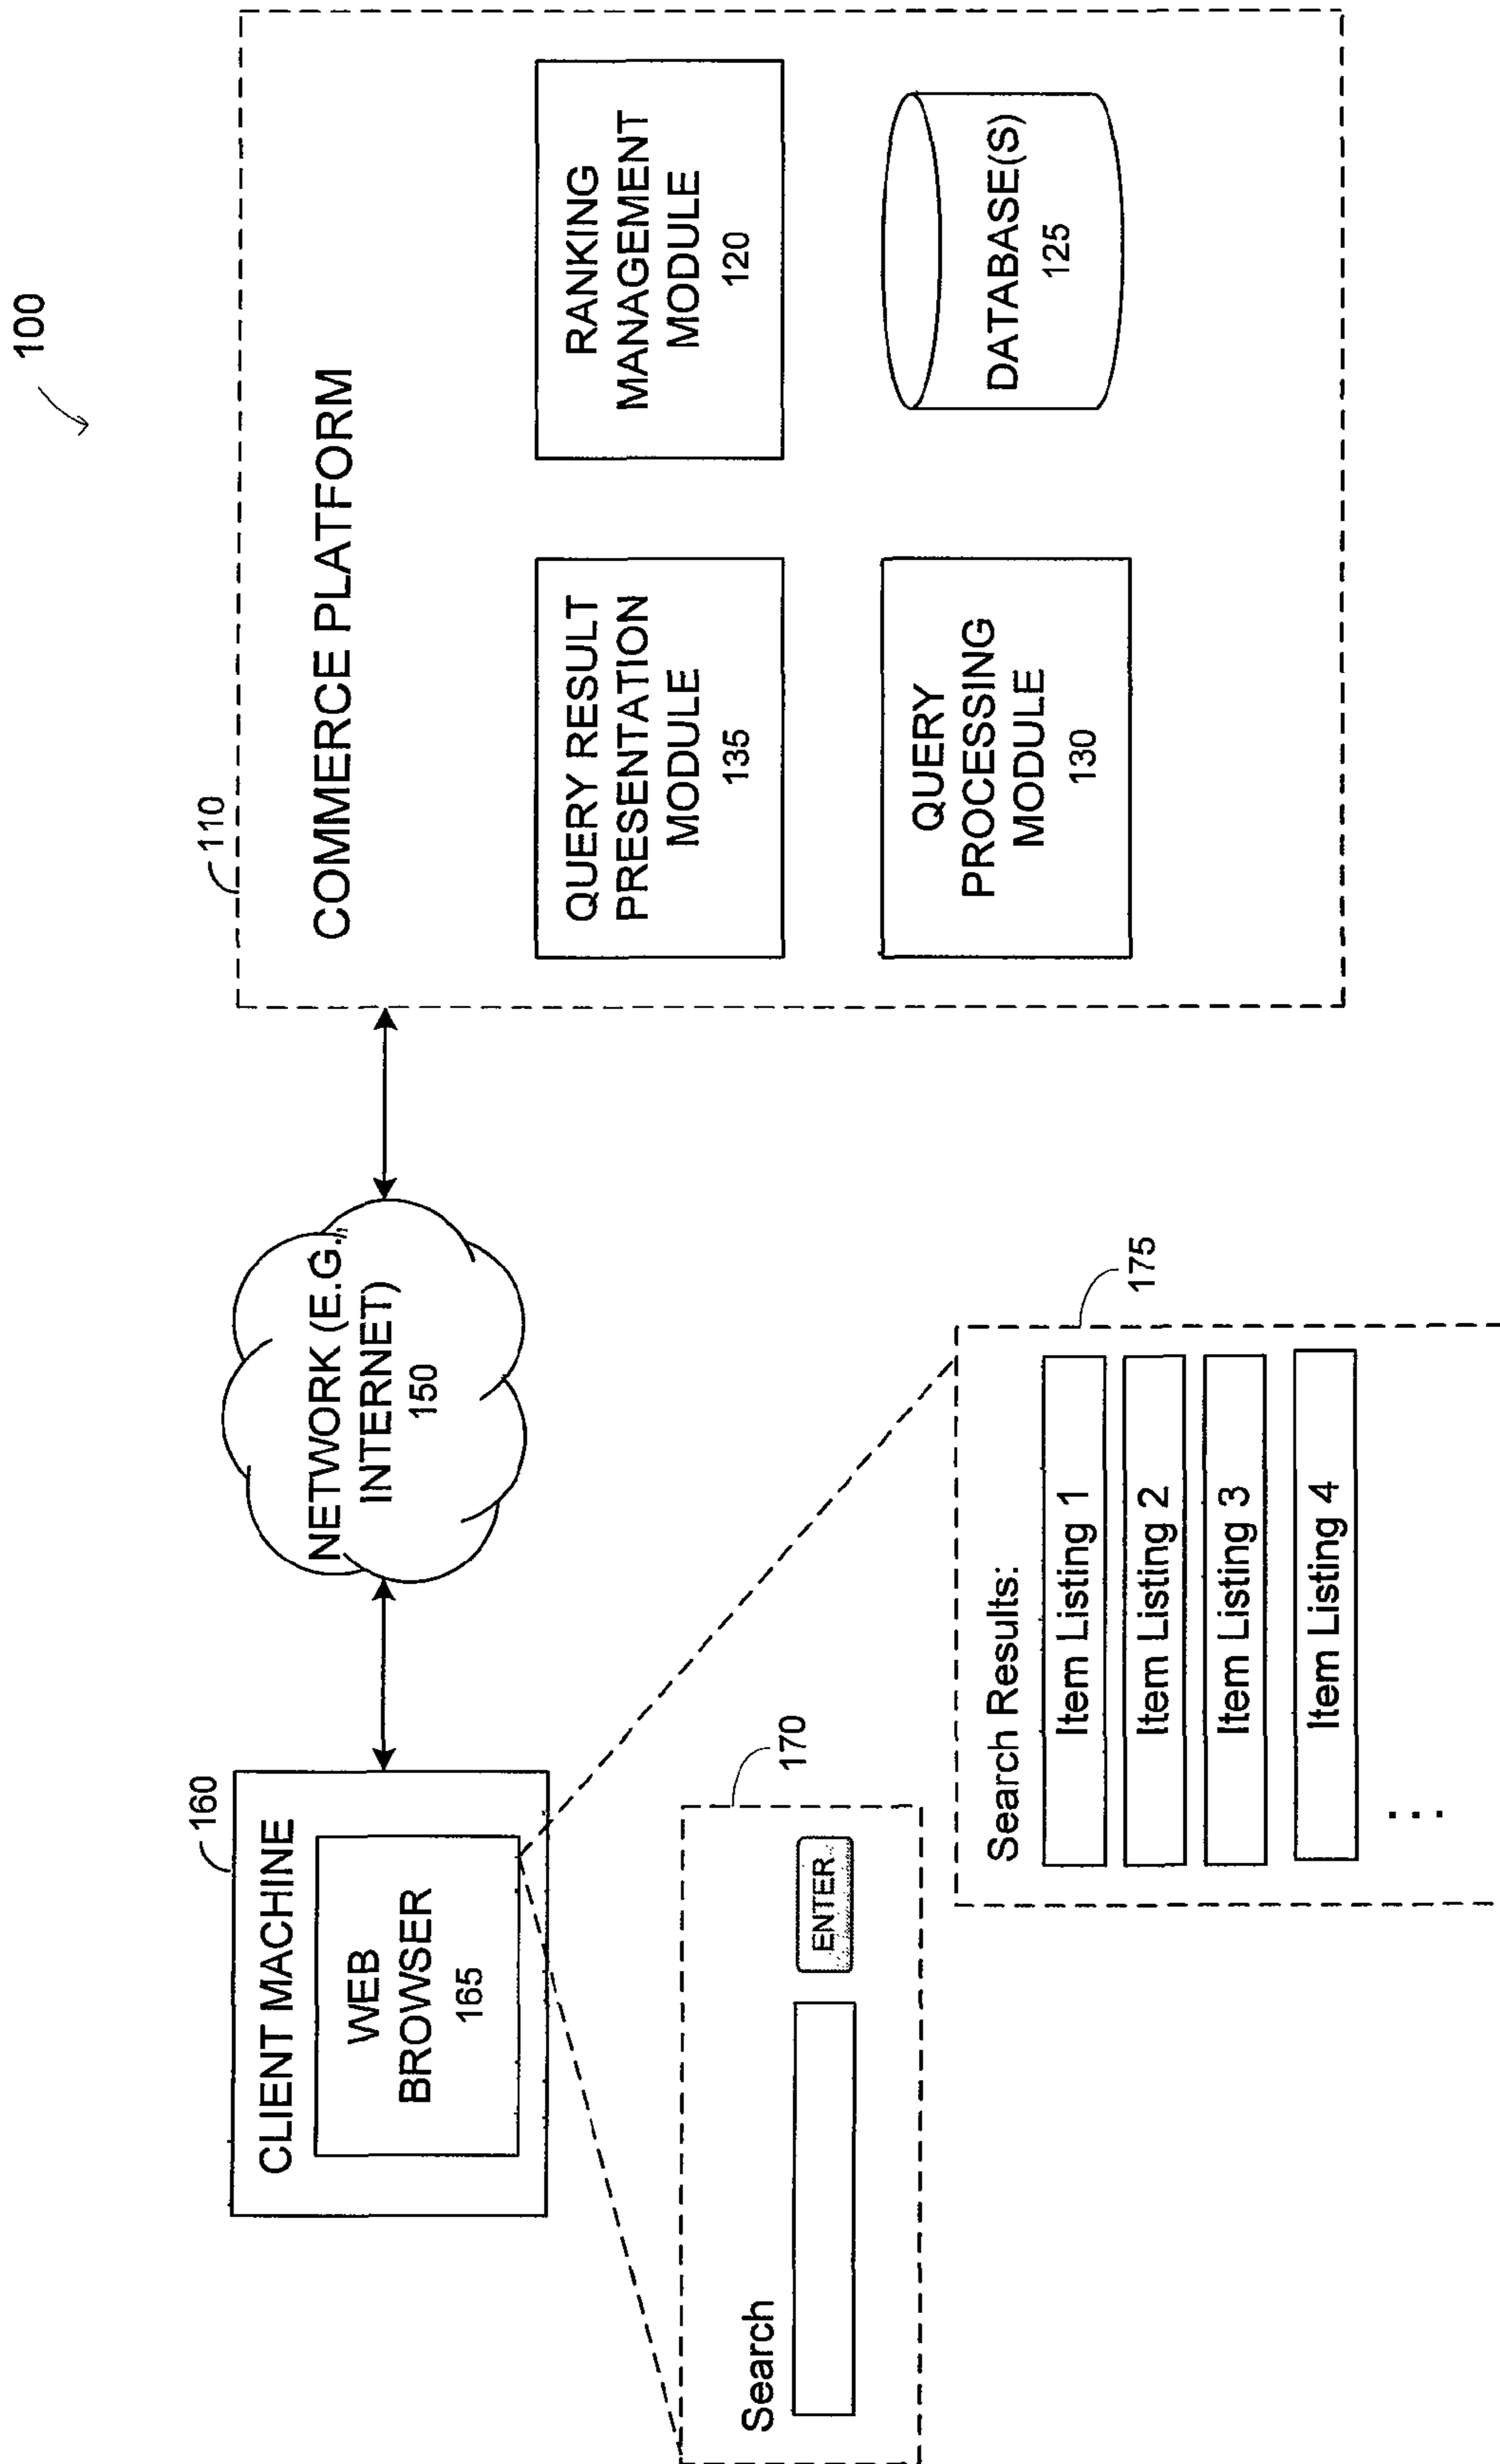 100
160
CLIENT MACHINE
WEB
BROWSER
165
NETWORK (E.G.,
INTERNET)
150
110
COMMERCE PLATFORM
QUERY RESULT
PRESENTATION
MODULE
135
RANKING
MANAGEMENT
MODULE
120
QUERY
PROCESSING
MODULE
130
DATABASE(S)
125
170
Search
ENTER
175
Search Results:
Item Listing 1
Item Listing 2
Item Listing 3
Item Listing 4
...